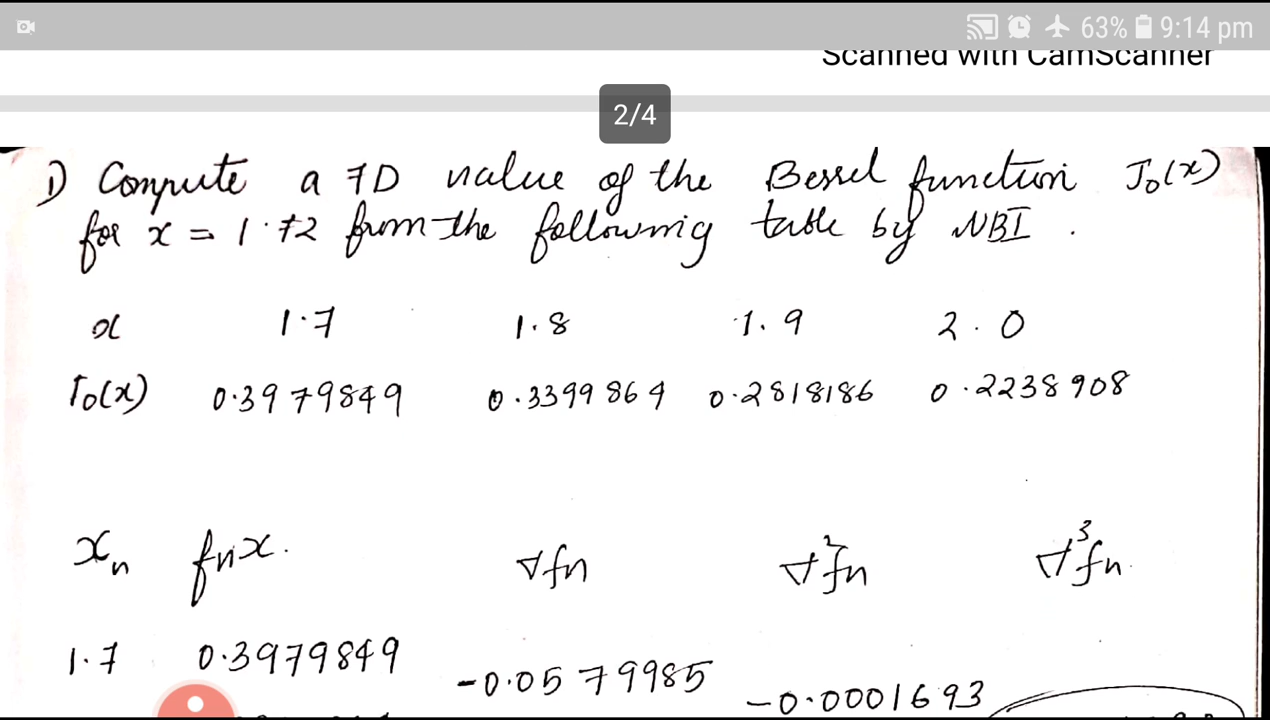 63% 9:14 pm
Scanned with CamScanner
2/4
1) Compute a 7D value of the Bessel function J₀(x)
for x = 1.72 from the following table by NBI.
x 1.7 1.8 1.9 2.0
J₀(x) 0.3979849 0.3399864 0.2818186 0.2238908
xₙ fₙx. ∇fₙ ∇²fₙ ∇³fₙ.
1.7 0.3979849
-0.0579985
-0.0001693